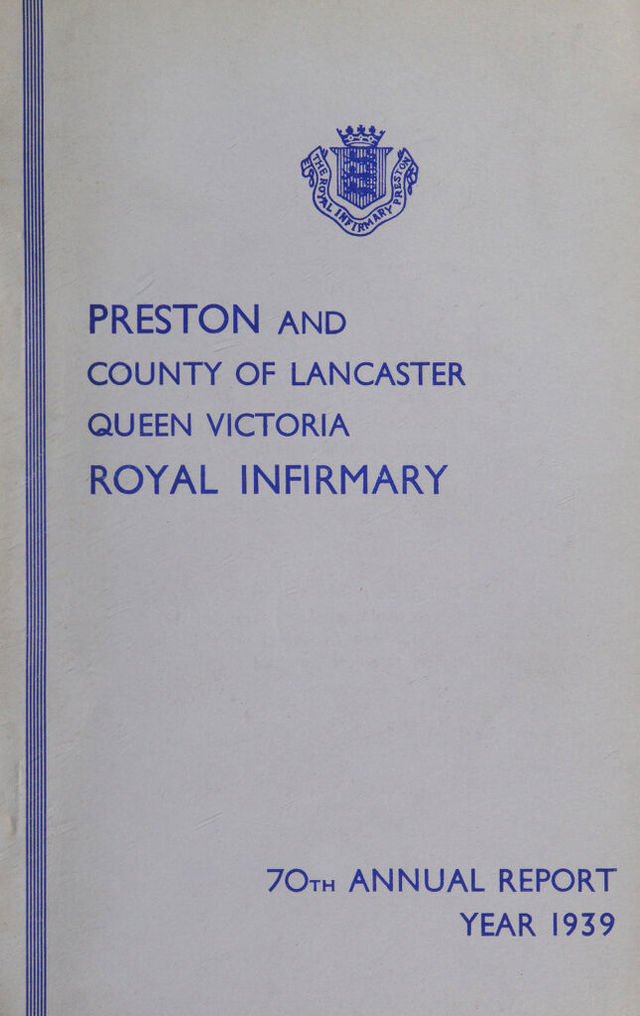 THE ROYAL INFIRMARY PRESTON
PRESTON AND
COUNTY OF LANCASTER
QUEEN VICTORIA
ROYAL INFIRMARY
70TH ANNUAL REPORT
YEAR 1939